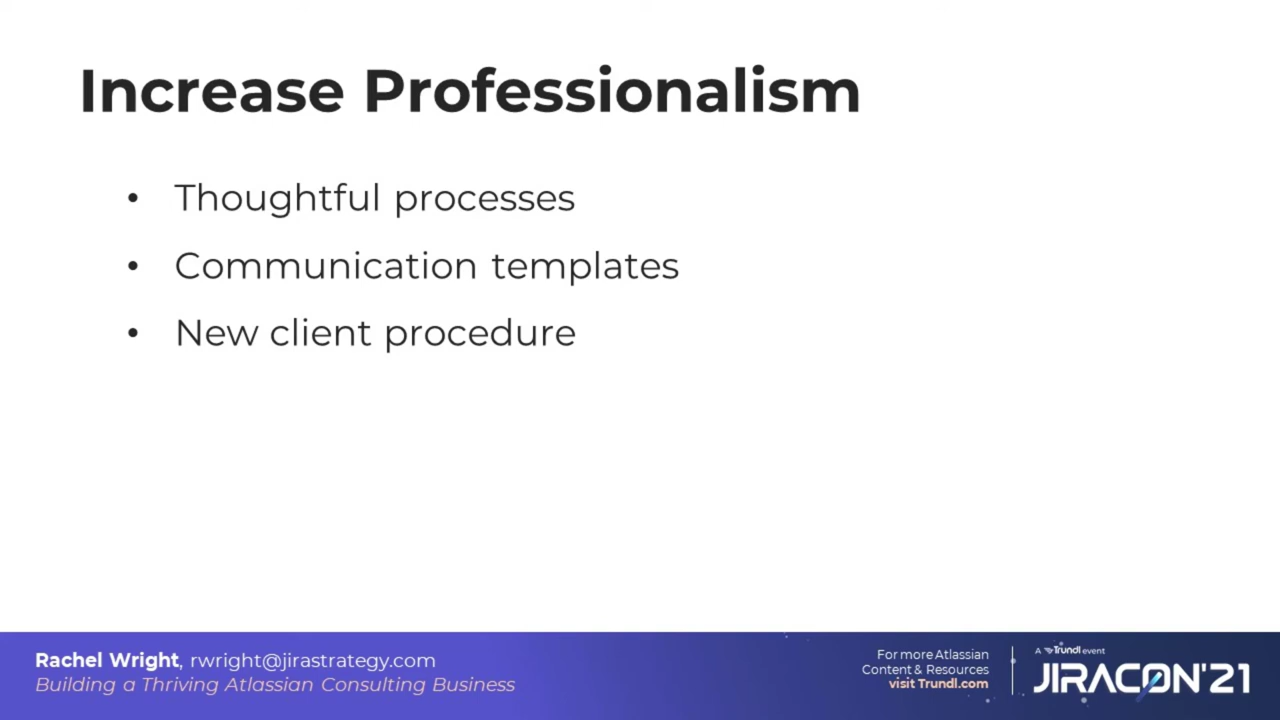 Increase Professionalism
• Thoughtful processes
• Communication templates
• New client procedure
Rachel Wright, rwright@jirastrategy.com
Building a Thriving Atlassian Consulting Business
For more Atlassian
Content & Resources
visit Trundl.com
A Trundl event
JIRACON'21